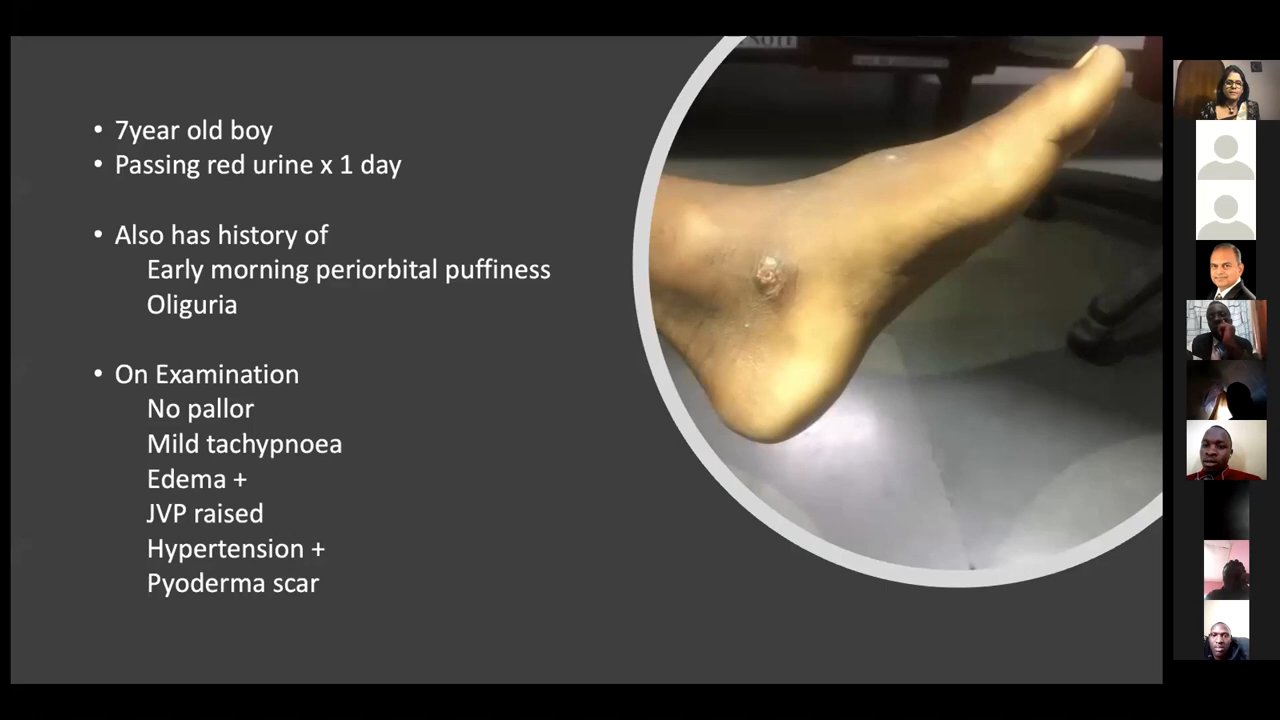 • 7year old boy
• Passing red urine x 1 day
• Also has history of
Early morning periorbital puffiness
Oliguria
• On Examination
No pallor
Mild tachypnoea
Edema +
JVP raised
Hypertension +
Pyoderma scar